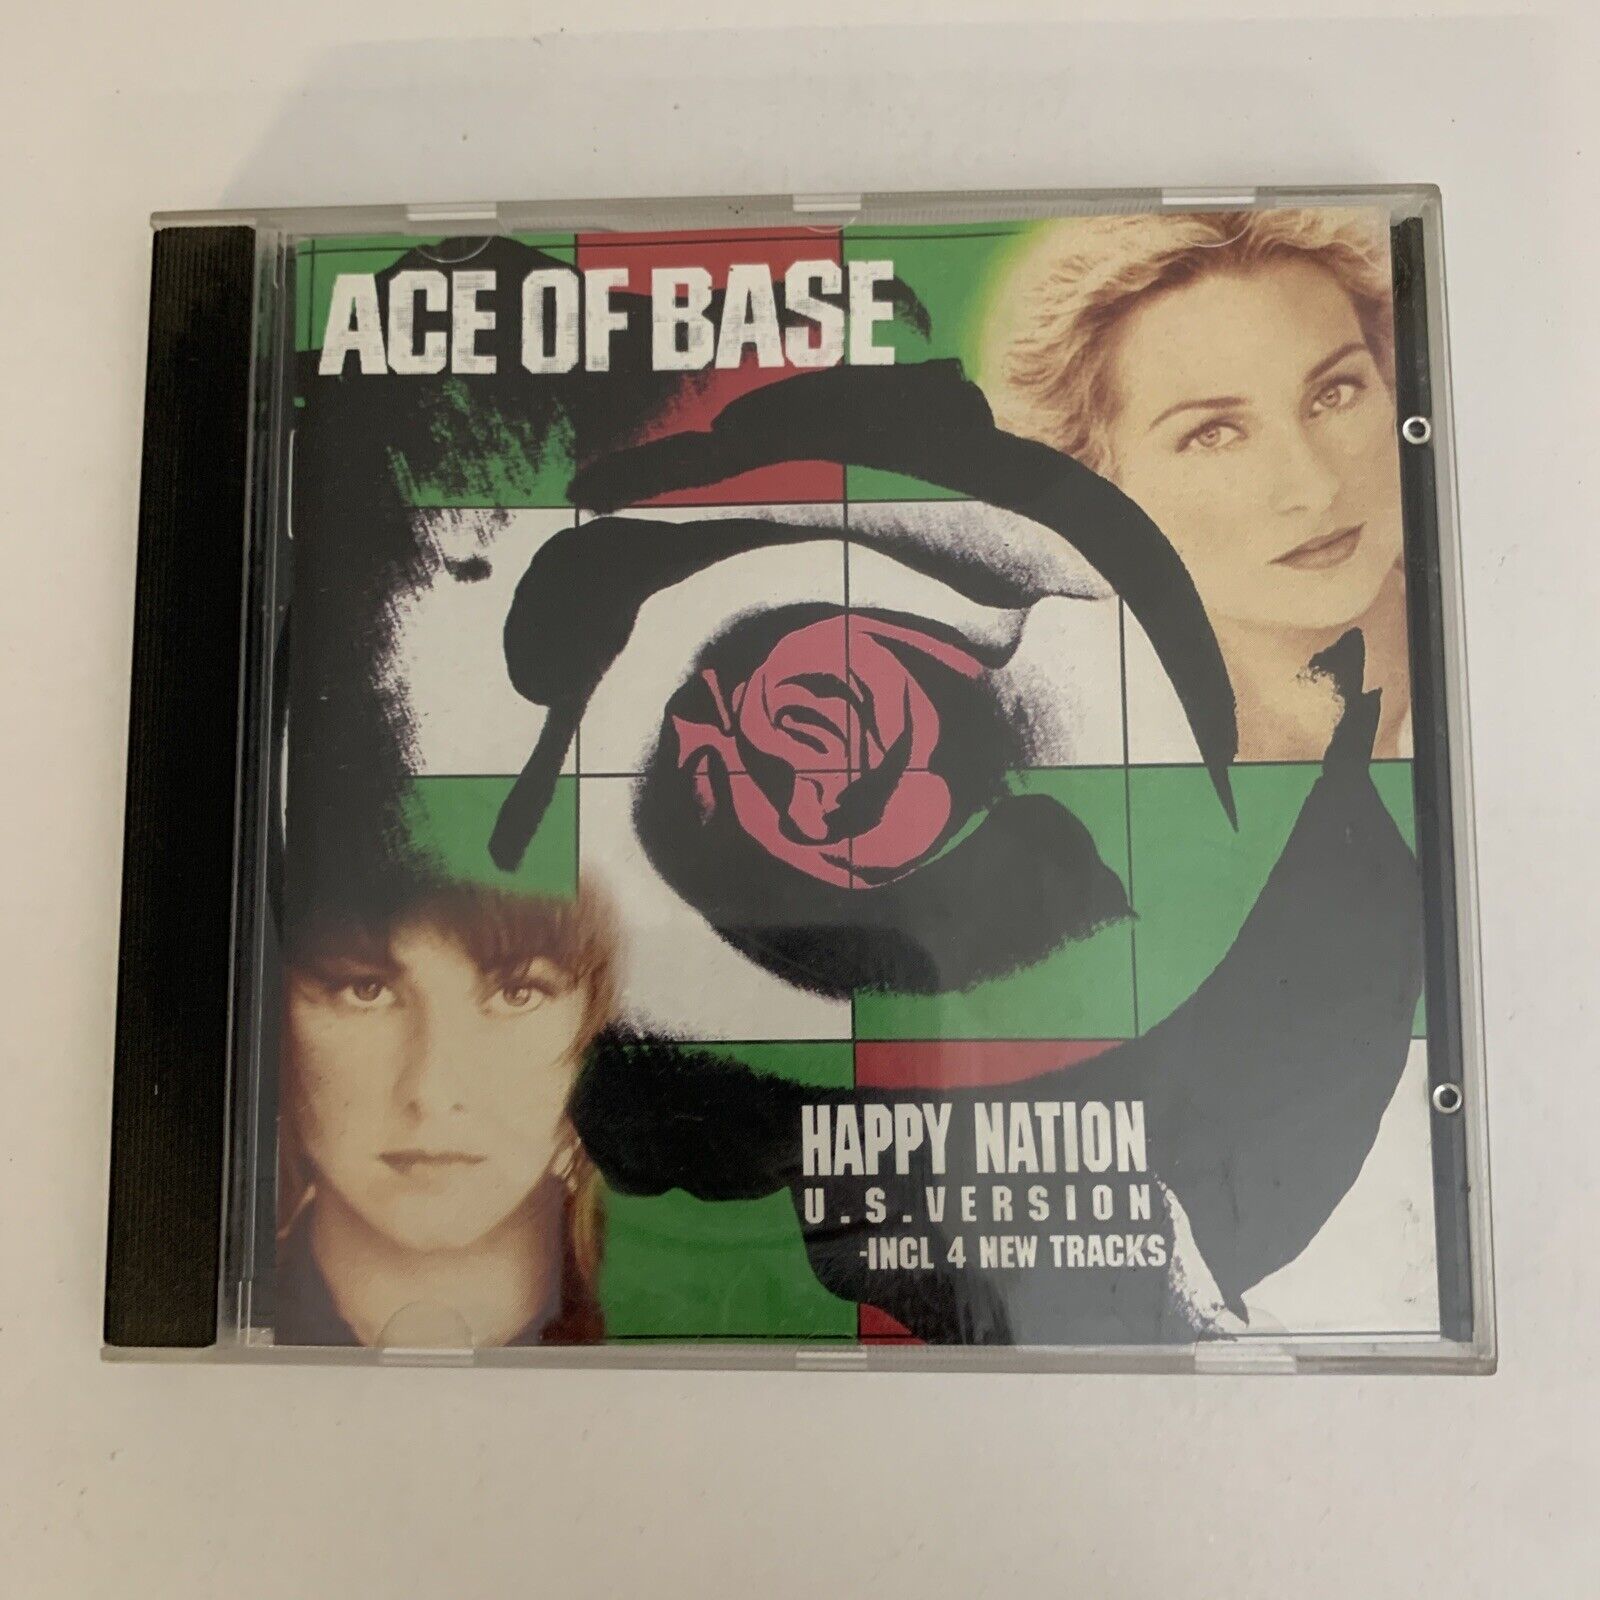 ACE OF BASE
HAPPY NATION
U.S.VERSION
-INCL 4 NEW TRACKS